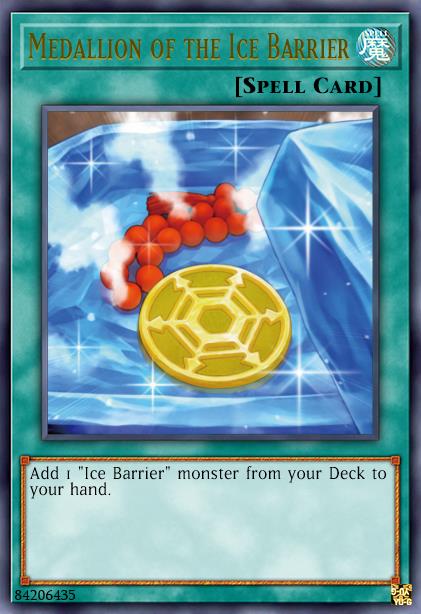 Medallion of the Ice Barrier
SPELL
魔
[Spell Card]
Add 1 "Ice Barrier" monster from your Deck to
your hand.
84206435